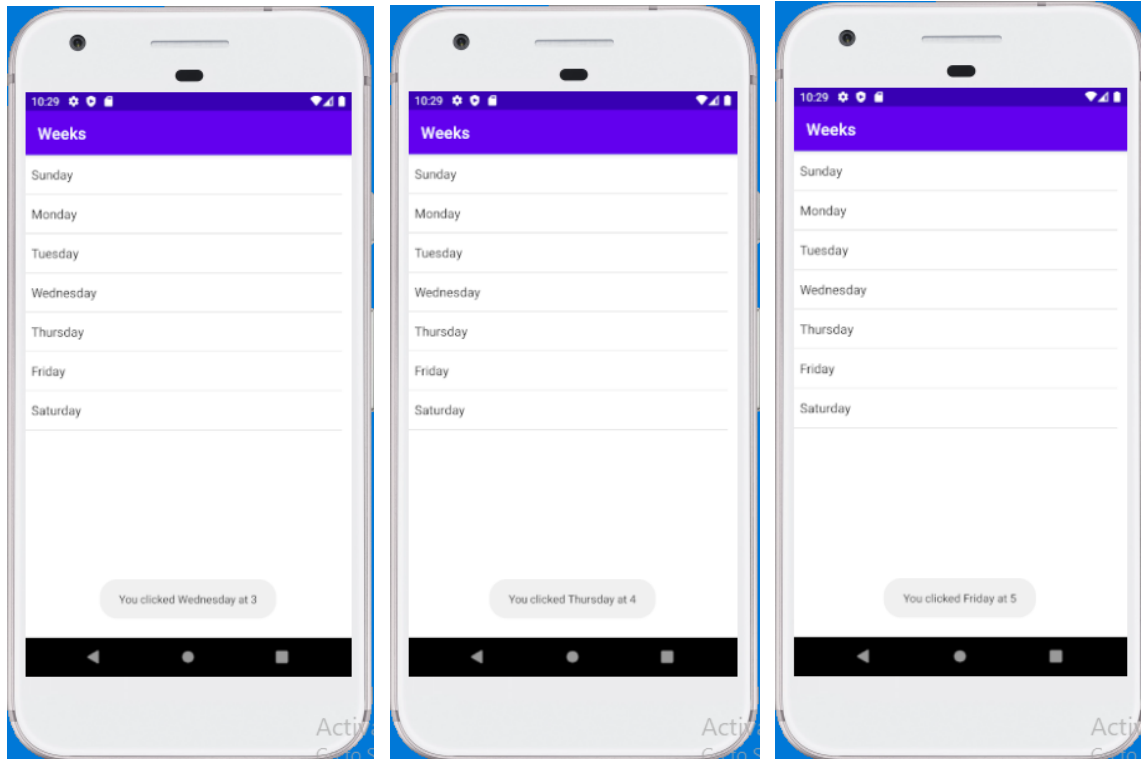 10:29
Weeks
Sunday
Monday
Tuesday
Wednesday
Thursday
Friday
Saturday
You clicked Wednesday at 3
10:29
Weeks
Sunday
Monday
Tuesday
Wednesday
Thursday
Friday
Saturday
You clicked Thursday at 4
10:29
Weeks
Sunday
Monday
Tuesday
Wednesday
Thursday
Friday
Saturday
You clicked Friday at 5